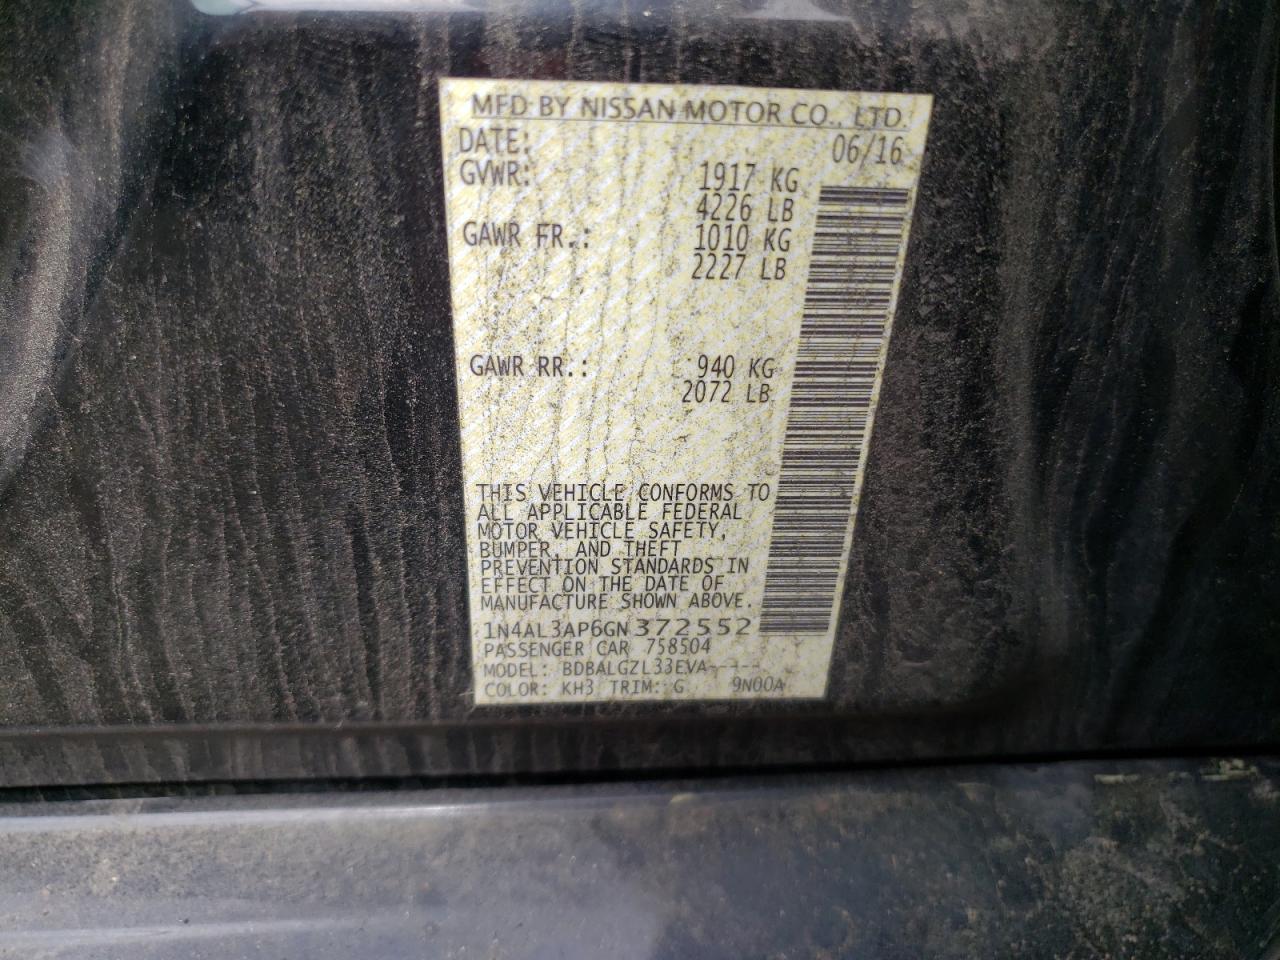 MFD BY NISSAN MOTOR CO., LTD.
DATE: 06/16
GVWR: 1917 KG
4226 LB
GAWR FR.: 1010 KG
2227 LB
GAWR RR.: 940 KG
2072 LB
THIS VEHICLE CONFORMS TO
ALL APPLICABLE FEDERAL
MOTOR VEHICLE SAFETY,
BUMPER, AND THEFT
PREVENTION STANDARDS IN
EFFECT ON THE DATE OF
MANUFACTURE SHOWN ABOVE.
1N4AL3AP6GN372552
PASSENGER CAR 758504
MODEL: BDBALGZL33EVA-----
COLOR: KH3 TRIM: G 9N00A